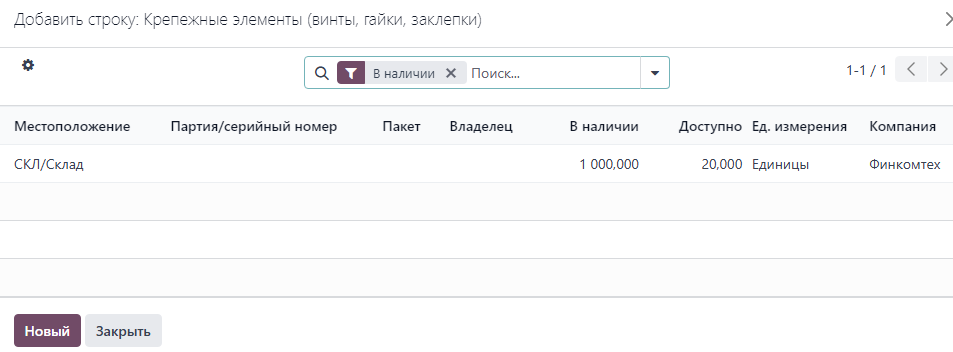 Добавить строку: Крепежные элементы (винты, гайки, заклепки)
В наличии Поиск... 1-1 / 1
Местоположение Партия/серийный номер Пакет Владелец В наличии Доступно Ед. измерения Компания
СКЛ/Склад 1 000,000 20,000 Единицы Финкомтех
Новый Закрыть